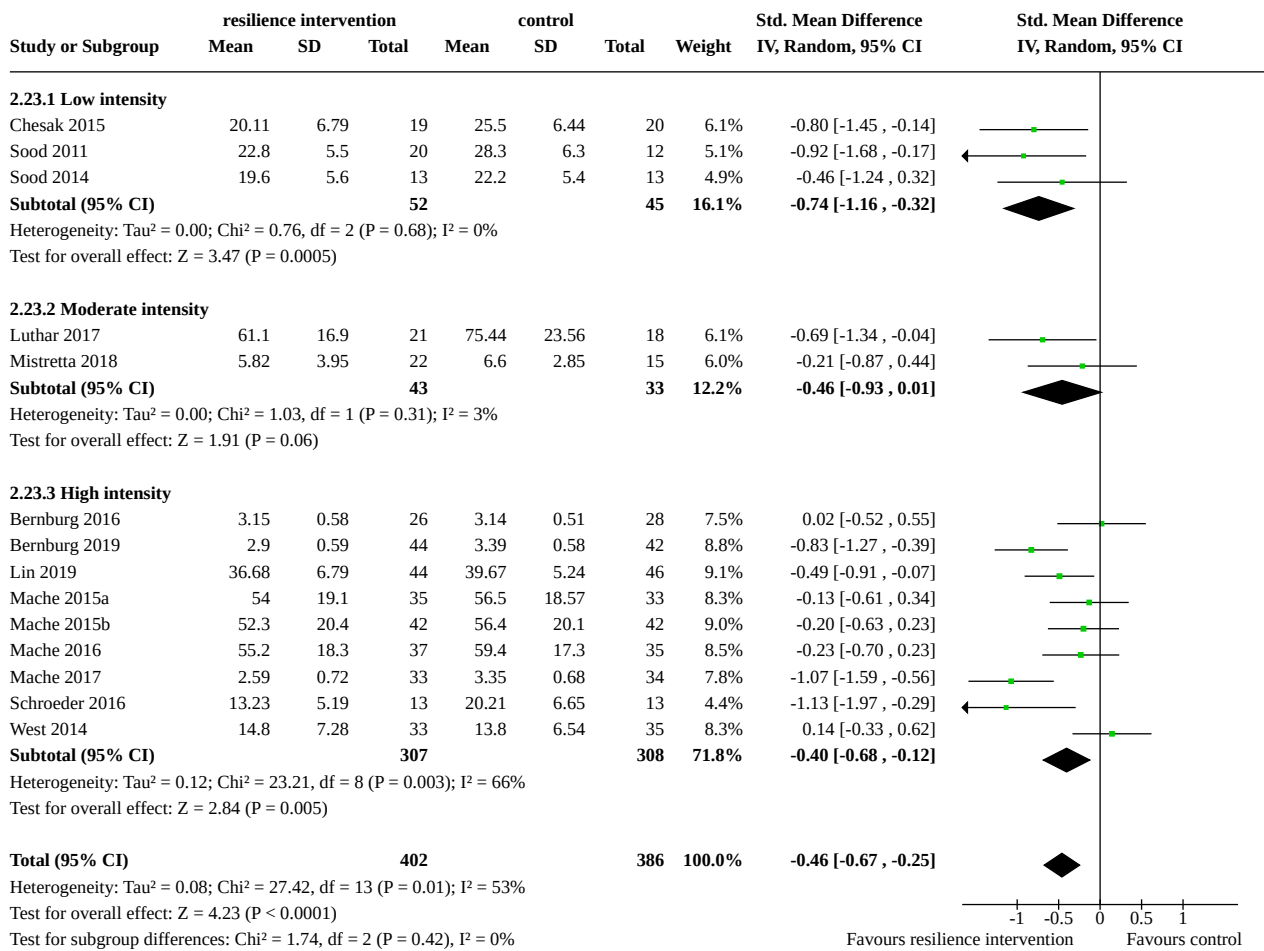 resilience intervention control Std. Mean Difference Std. Mean Difference
Study or Subgroup Mean SD Total Mean SD Total Weight IV, Random, 95% CI IV, Random, 95% CI
2.23.1 Low intensity
Chesak 2015 20.11 6.79 19 25.5 6.44 20 6.1% -0.80 [-1.45 , -0.14]
Sood 2011 22.8 5.5 20 28.3 6.3 12 5.1% -0.92 [-1.68 , -0.17]
Sood 2014 19.6 5.6 13 22.2 5.4 13 4.9% -0.46 [-1.24 , 0.32]
Subtotal (95% CI) 52 45 16.1% -0.74 [-1.16 , -0.32]
Heterogeneity: Tau² = 0.00; Chi² = 0.76, df = 2 (P = 0.68); I² = 0%
Test for overall effect: Z = 3.47 (P = 0.0005)
2.23.2 Moderate intensity
Luthar 2017 61.1 16.9 21 75.44 23.56 18 6.1% -0.69 [-1.34 , -0.04]
Mistretta 2018 5.82 3.95 22 6.6 2.85 15 6.0% -0.21 [-0.87 , 0.44]
Subtotal (95% CI) 43 33 12.2% -0.46 [-0.93 , 0.01]
Heterogeneity: Tau² = 0.00; Chi² = 1.03, df = 1 (P = 0.31); I² = 3%
Test for overall effect: Z = 1.91 (P = 0.06)
2.23.3 High intensity
Bernburg 2016 3.15 0.58 26 3.14 0.51 28 7.5% 0.02 [-0.52 , 0.55]
Bernburg 2019 2.9 0.59 44 3.39 0.58 42 8.8% -0.83 [-1.27 , -0.39]
Lin 2019 36.68 6.79 44 39.67 5.24 46 9.1% -0.49 [-0.91 , -0.07]
Mache 2015a 54 19.1 35 56.5 18.57 33 8.3% -0.13 [-0.61 , 0.34]
Mache 2015b 52.3 20.4 42 56.4 20.1 42 9.0% -0.20 [-0.63 , 0.23]
Mache 2016 55.2 18.3 37 59.4 17.3 35 8.5% -0.23 [-0.70 , 0.23]
Mache 2017 2.59 0.72 33 3.35 0.68 34 7.8% -1.07 [-1.59 , -0.56]
Schroeder 2016 13.23 5.19 13 20.21 6.65 13 4.4% -1.13 [-1.97 , -0.29]
West 2014 14.8 7.28 33 13.8 6.54 35 8.3% 0.14 [-0.33 , 0.62]
Subtotal (95% CI) 307 308 71.8% -0.40 [-0.68 , -0.12]
Heterogeneity: Tau² = 0.12; Chi² = 23.21, df = 8 (P = 0.003); I² = 66%
Test for overall effect: Z = 2.84 (P = 0.005)
Total (95% CI) 402 386 100.0% -0.46 [-0.67 , -0.25]
Heterogeneity: Tau² = 0.08; Chi² = 27.42, df = 13 (P = 0.01); I² = 53%
Test for overall effect: Z = 4.23 (P < 0.0001)
-1 -0.5 0 0.5 1
Test for subgroup differences: Chi² = 1.74, df = 2 (P = 0.42), I² = 0% Favours resilience intervention Favours control